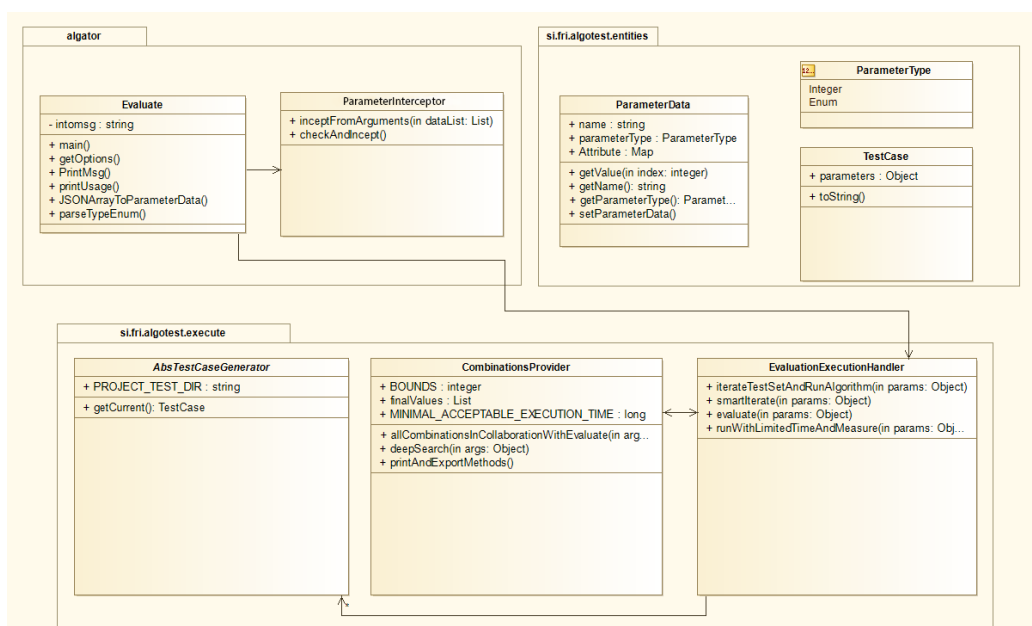 algator
Evaluate
- intomsg : string
+ main()
+ getOptions()
+ PrintMsg()
+ printUsage()
+ JSONArrayToParameterData()
+ parseTypeEnum()
ParameterInterceptor
+ inceptFromArguments(in dataList: List)
+ checkAndIncept()
si.fri.algotest.entities
ParameterData
+ name : string
+ parameterType : ParameterType
+ Attribute : Map
+ getValue(in index: integer)
+ getName(): string
+ getParameterType(): Paramet...
+ setParameterData()
ParameterType
Integer
Enum
TestCase
+ parameters : Object
+ toString()
si.fri.algotest.execute
AbsTestCaseGenerator
+ PROJECT_TEST_DIR : string
+ getCurrent(): TestCase
CombinationsProvider
+ BOUNDS : integer
+ finalValues : List
+ MINIMAL_ACCEPTABLE_EXECUTION_TIME : long
+ allCombinationsInCollaborationWithEvaluate(in arg...
+ deepSearch(in args: Object)
+ printAndExportMethods()
EvaluationExecutionHandler
+ iterateTestSetAndRunAlgorithm(in params: Object)
+ smartIterate(in params: Object)
+ evaluate(in params: Object)
+ runWithLimitedTimeAndMeasure(in params: Obj...
*